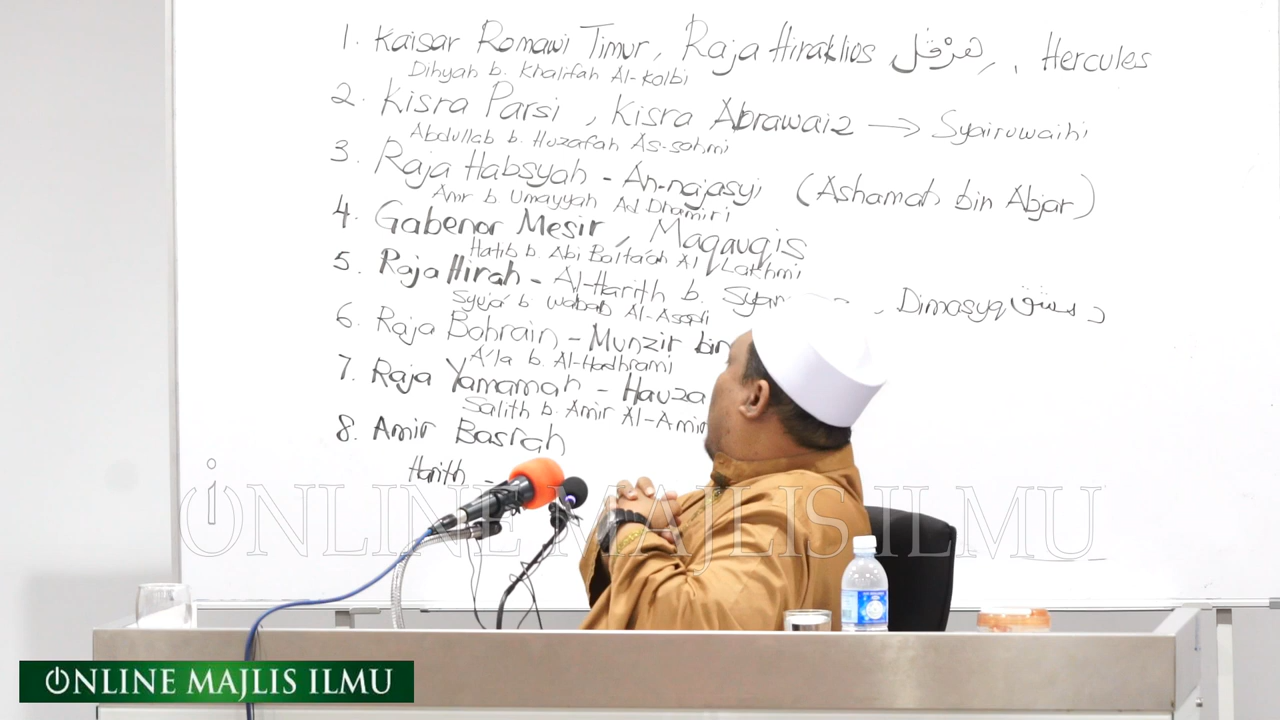 1. Kaisar Romawi Timur, Raja Hiraklios هِرَقْل, Hercules
Dihyah b. Khalifah Al-Kalbi
2. Kisra Parsi, Kisra Abrawaiz → Syairuwaihi
Abdullah b. Huzafah As-sahmi
3. Raja Habsyah - An-najasyi (Ashamah bin Abjar)
Amr b Umayyah Ad Dhamiri
4. Gabenor Mesir, Maqauqis
Hatib b. Abi Balta'ah Al Lakhmi
5. Raja Hirah - Al-Harith b. , Dimasyq دمشق
Syuja' b. Wahab Al-Asadi
6. Raja Bahrain - Munzir bin
A'la b. Al-Hadhrami
7. Raja Yamamah - Hauza
Salith b. Amir Al-Amir
8. Amir Basrah
Harith -
ONLINE MAJLIS ILMU
ONLINE MAJLIS ILMU